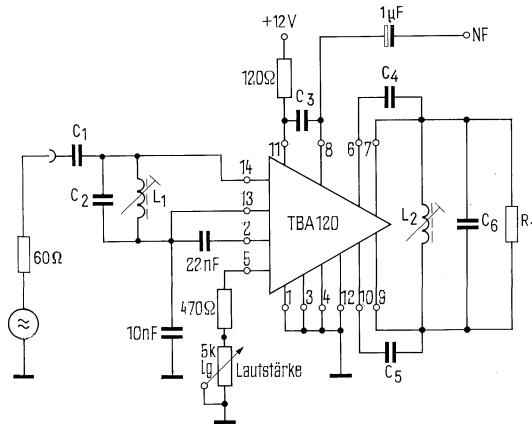 +12V
1µF
NF
120Ω
C3
C4
C1
11
8
6
7
14
C2
L1
13
TBA120
L2
C6
2
22nF
5
60Ω
470Ω
1
3
4
12
10
9
10nF
5k
lg
Lautstärke
C5